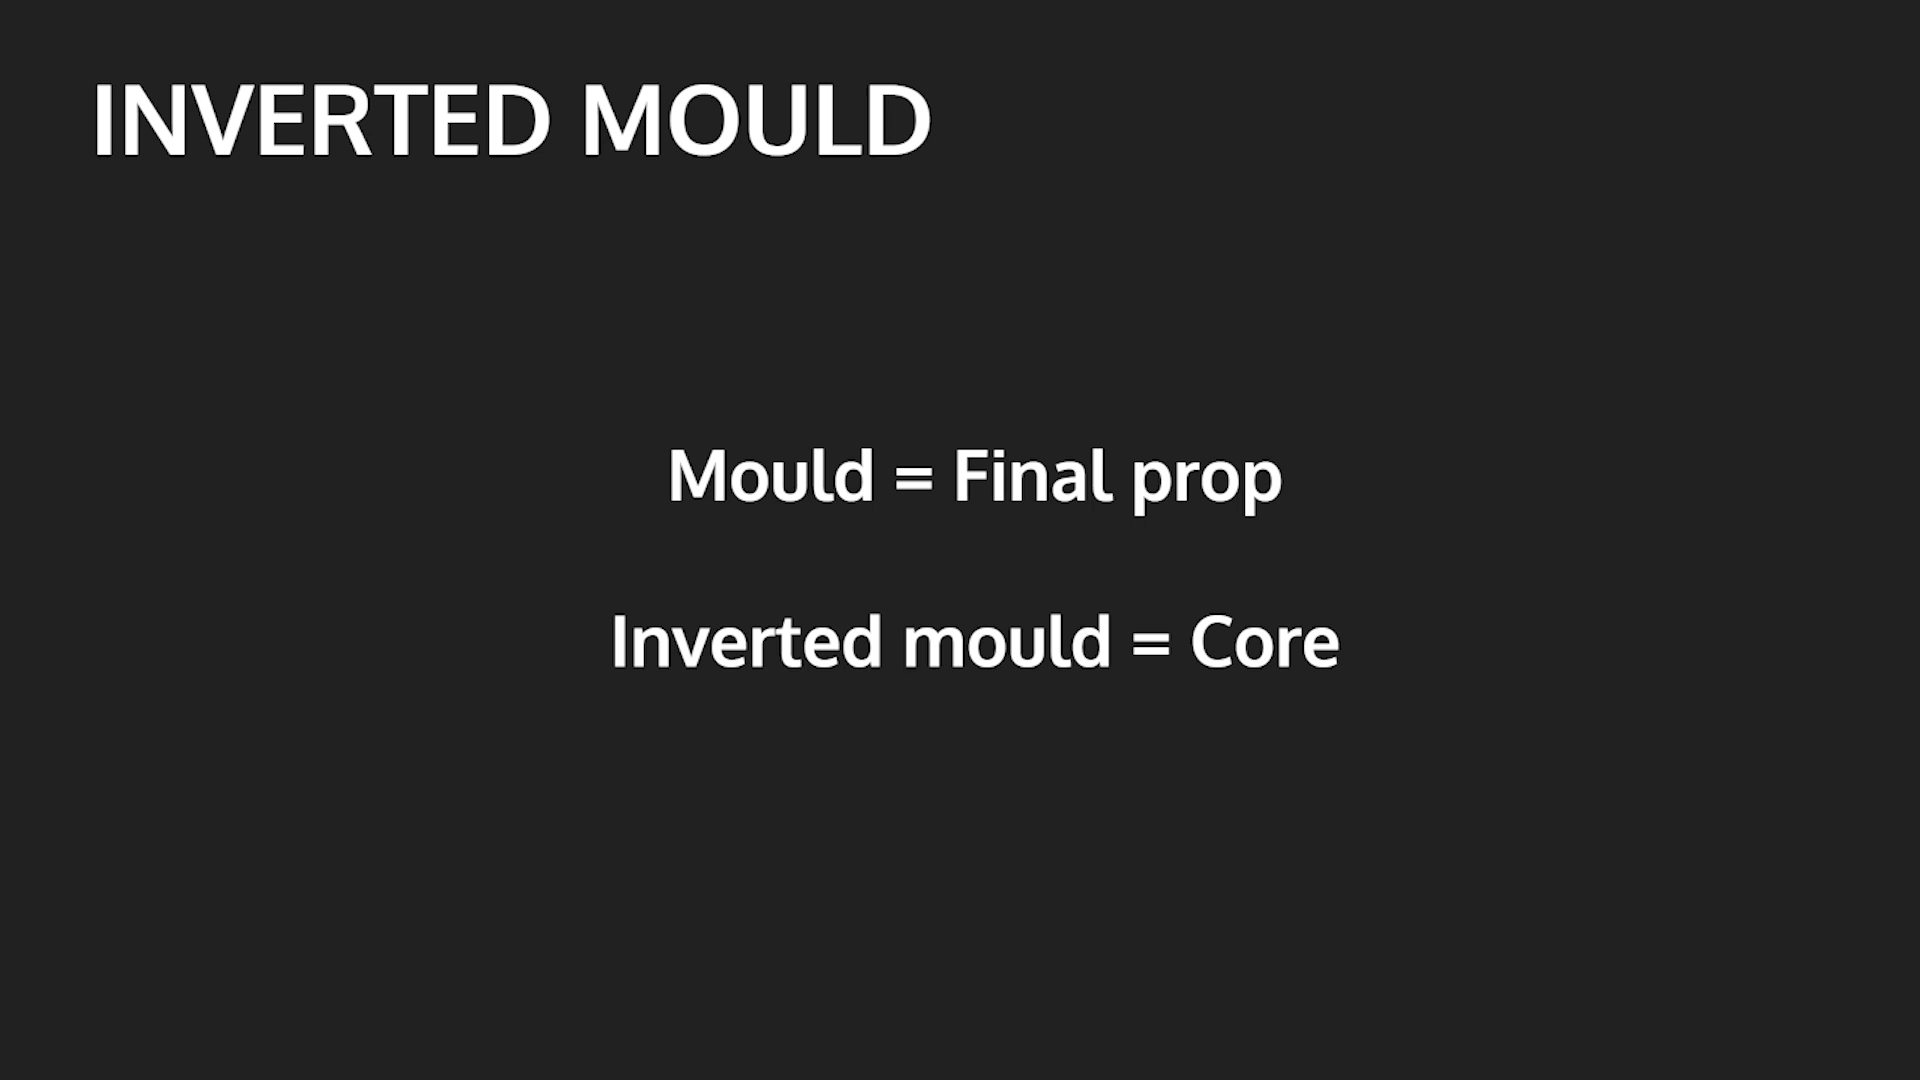 INVERTED MOULD
Mould = Final prop
Inverted mould = Core